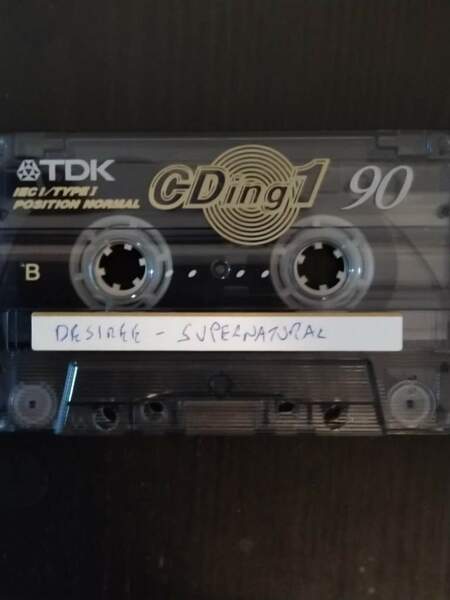 TDK
CDing1
90
IEC I/TYPE I
POSITION NORMAL
B
DESIREE - SUPERNATURAL